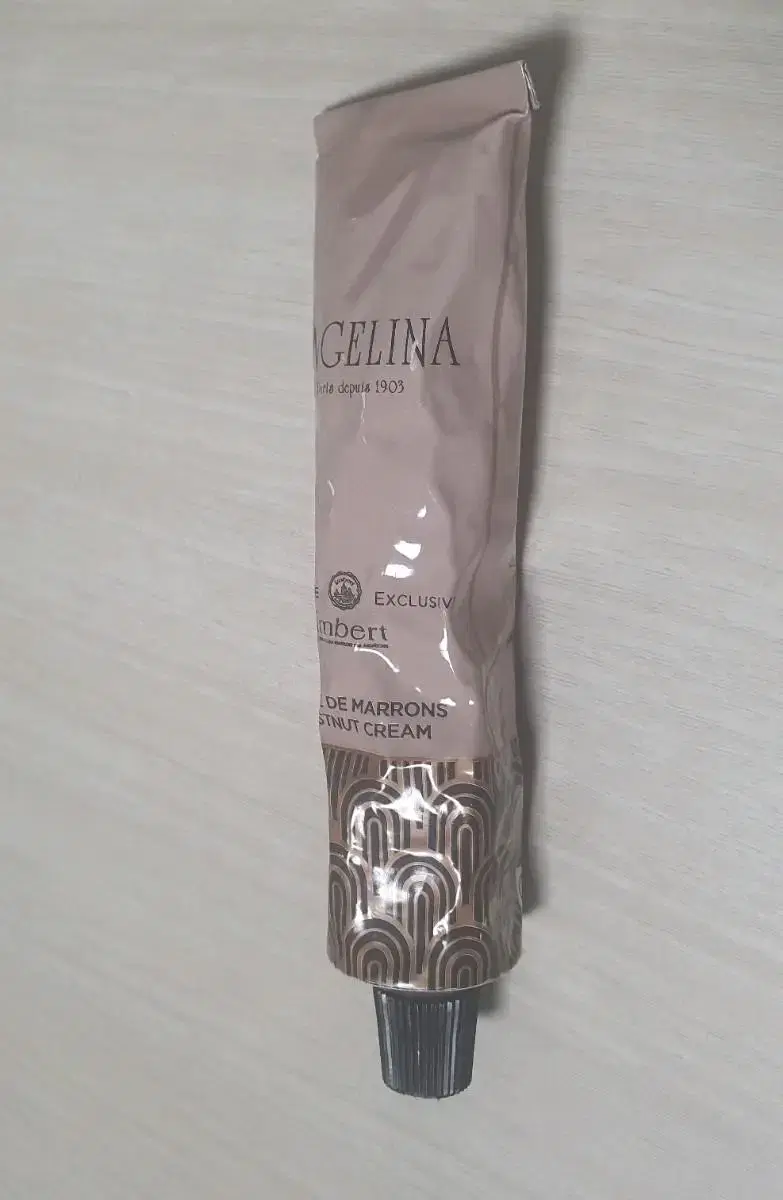 NGELINA
Paris depuis 1903
E EXCLUSIV
mbert
DE MARRONS
STNUT CREAM